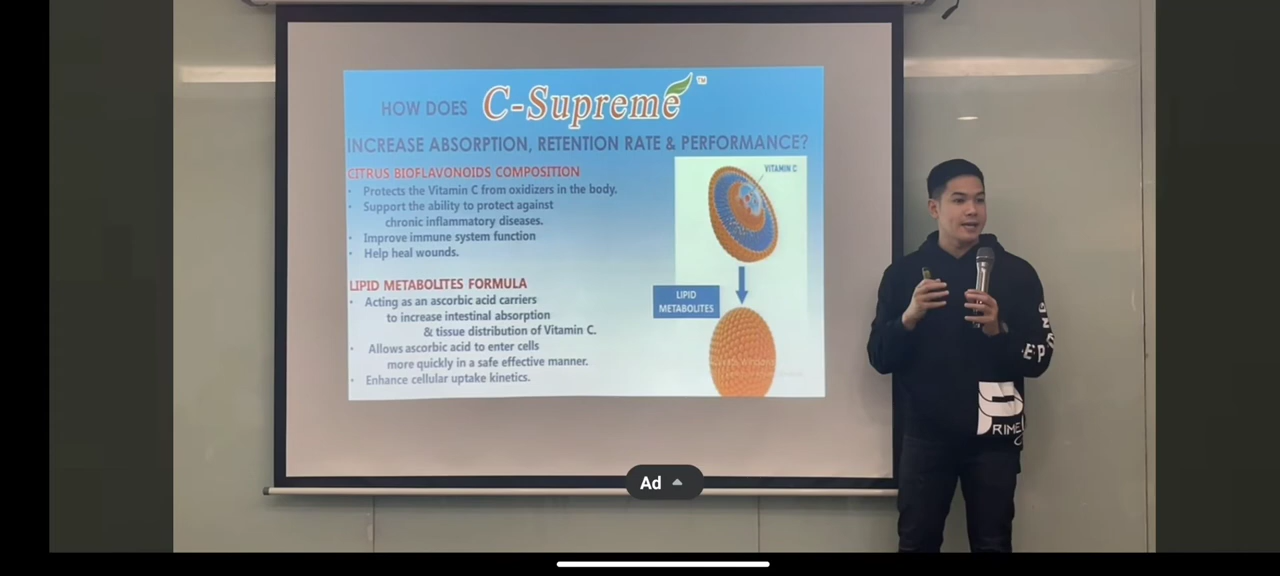 HOW DOES C-Supreme™
INCREASE ABSORPTION, RETENTION RATE & PERFORMANCE?
CITRUS BIOFLAVONOIDS COMPOSITION
• Protects the Vitamin C from oxidizers in the body.
• Support the ability to protect against
chronic inflammatory diseases.
• Improve immune system function
• Help heal wounds.
LIPID METABOLITES FORMULA
• Acting as an ascorbic acid carriers
to increase intestinal absorption
& tissue distribution of Vitamin C.
• Allows ascorbic acid to enter cells
more quickly in a safe effective manner.
• Enhance cellular uptake kinetics.
VITAMIN C
LIPID
METABOLITES
PRIME
Ad